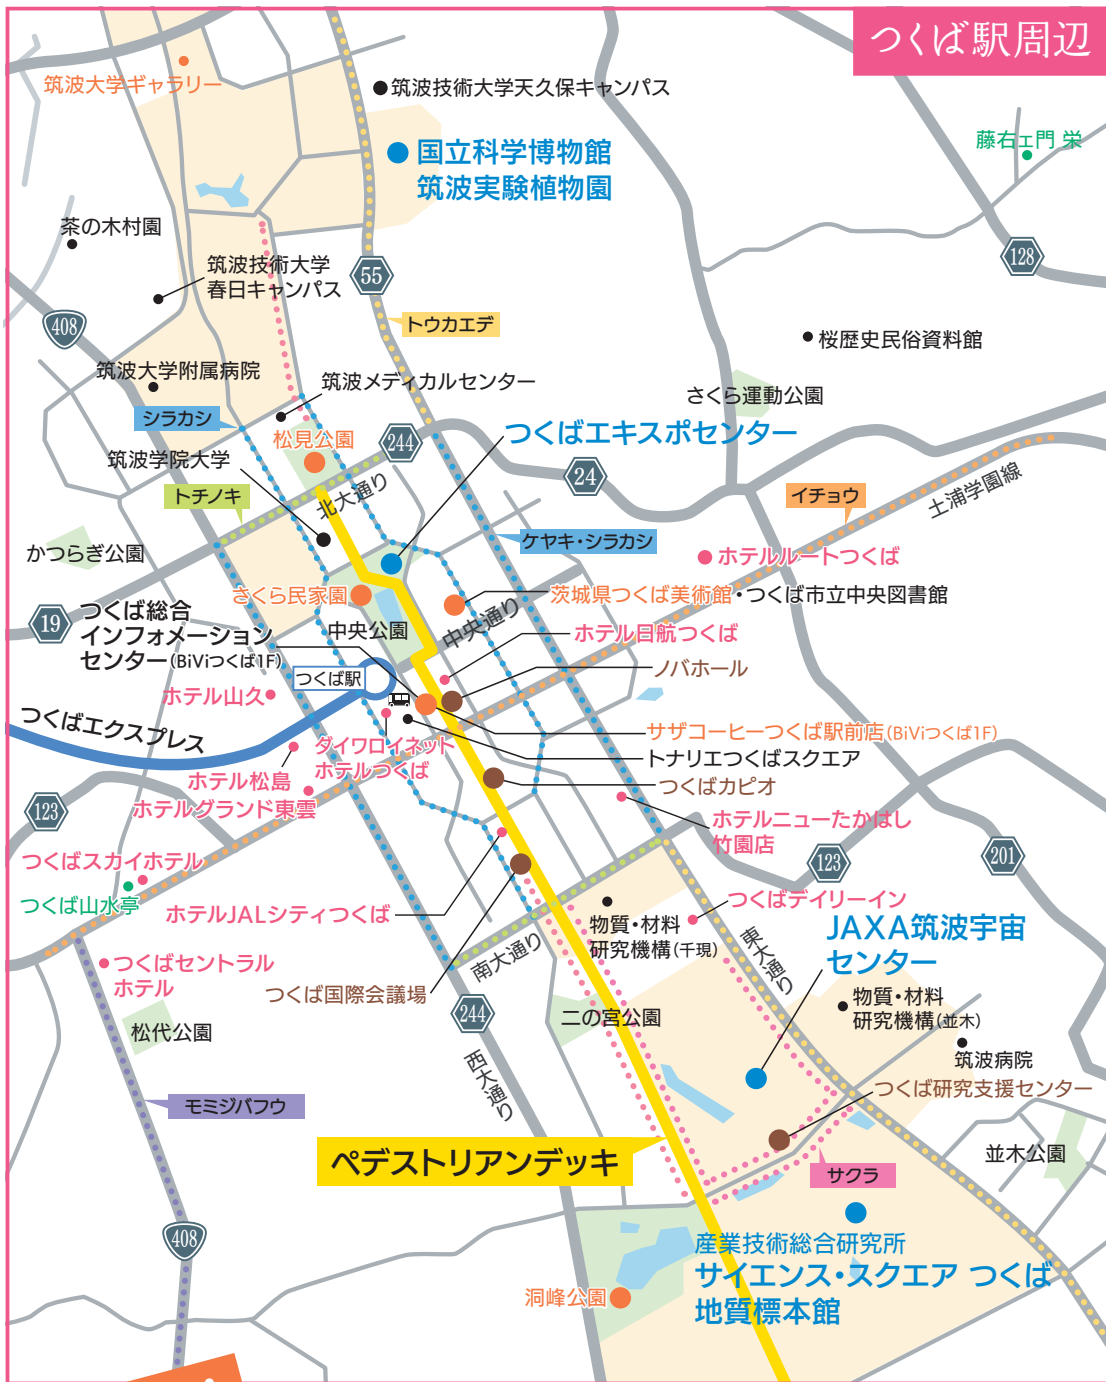 つくば駅周辺
筑波大学ギャラリー
筑波技術大学天久保キャンパス
国立科学博物館
筑波実験植物園
藤右ェ門 栄
茶の木村園
筑波技術大学
春日キャンパス
55
128
408
トウカエデ
桜歴史民俗資料館
筑波大学附属病院
筑波メディカルセンター
さくら運動公園
シラカシ
松見公園
244
つくばエキスポセンター
筑波学院大学
24
トチノキ
北大通り
イチョウ
土浦学園線
かつらぎ公園
ケヤキ・シラカシ
ホテルルートつくば
さくら民家園
茨城県つくば美術館・つくば市立中央図書館
19
つくば総合
インフォメーション
センター(BiViつくば1F)
中央公園
中央通り
ホテル日航つくば
ノバホール
つくば駅
ホテル山久
つくばエクスプレス
サザコーヒーつくば駅前店(BiViつくば1F)
ダイワロイネット
ホテルつくば
トナリエつくばスクエア
ホテル松島
つくばカピオ
ホテルグランド東雲
123
ホテルニューたかはし
竹園店
123
201
つくばスカイホテル
つくば山水亭
ホテルJALシティつくば
つくばデイリーイン
物質・材料
研究機構(千現)
東大通り
JAXA筑波宇宙
センター
南大通り
つくばセントラル
ホテル
つくば国際会議場
244
二の宮公園
物質・材料
研究機構(並木)
松代公園
筑波病院
西大通り
つくば研究支援センター
モミジバフウ
ペデストリアンデッキ
並木公園
サクラ
408
産業技術総合研究所
サイエンス・スクエア つくば
地質標本館
洞峰公園